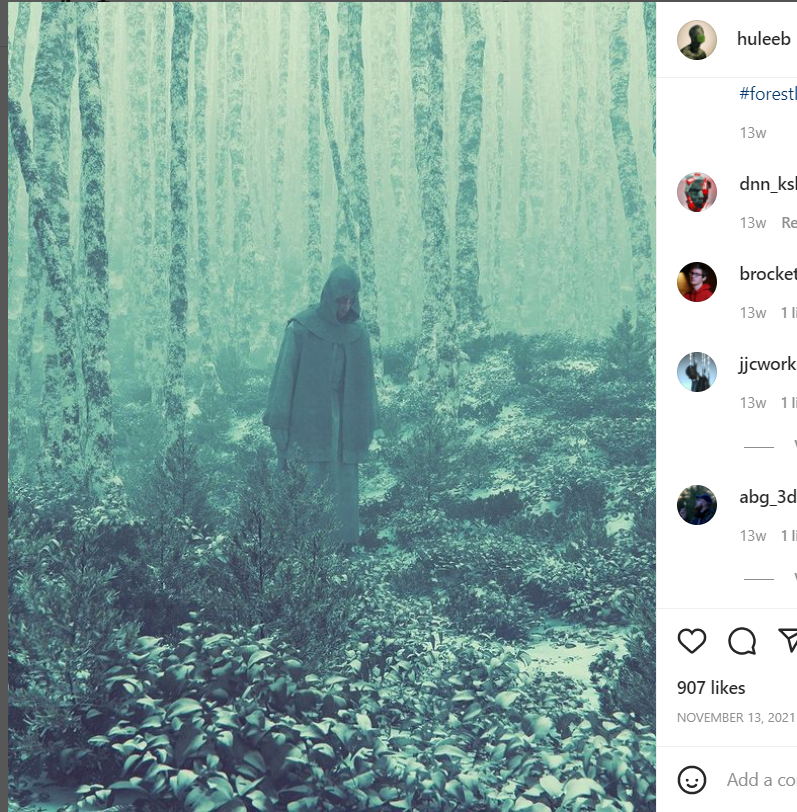 huleeb
#forestl
13w
dnn_ksl
13w Re
brocket
13w 1 li
jjcwork
13w 1 li
abg_3d
13w 1 li
907 likes
NOVEMBER 13, 2021
Add a co